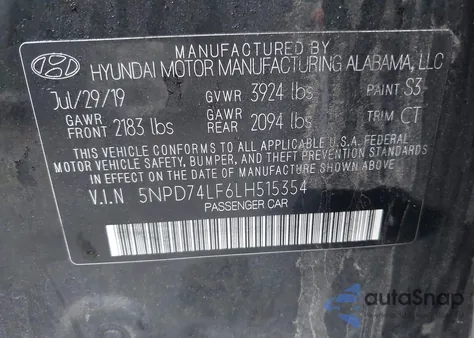 MANUFACTURED BY
HYUNDAI MOTOR MANUFACTURING ALABAMA, LLC
Jul/29/19 GVWR 3924 lbs PAINT S3
GAWR FRONT 2183 lbs GAWR REAR 2094 lbs TRIM CT
THIS VEHICLE CONFORMS TO ALL APPLICABLE U.S.A. FEDERAL
MOTOR VEHICLE SAFETY, BUMPER, AND THEFT PREVENTION STANDARDS
IN EFFECT ON THE DATE OF MANUFACTURE SHOWN ABOVE
V.I.N 5NPD74LF6LH515354
PASSENGER CAR
autoSnap